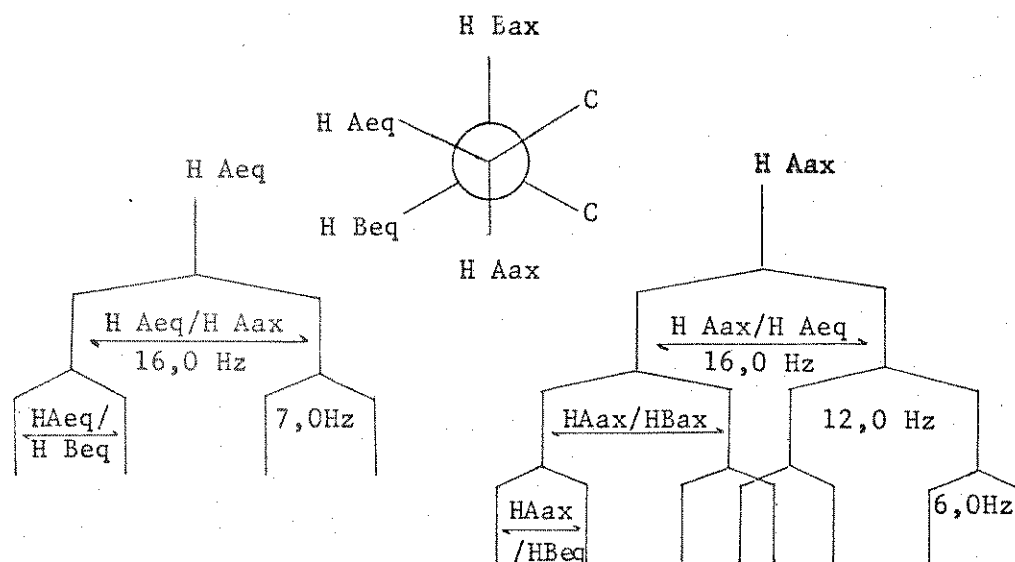 H Bax
C
H Aeq
H Aeq
H Aax
H Beq
C
H Aax
H Aeq/H Aax
16,0 Hz
H Aax/H Aeq
16,0 Hz
HAeq/
H Beq
7,0Hz
HAax/HBax
12,0 Hz
HAax
/HBeq
6,0Hz